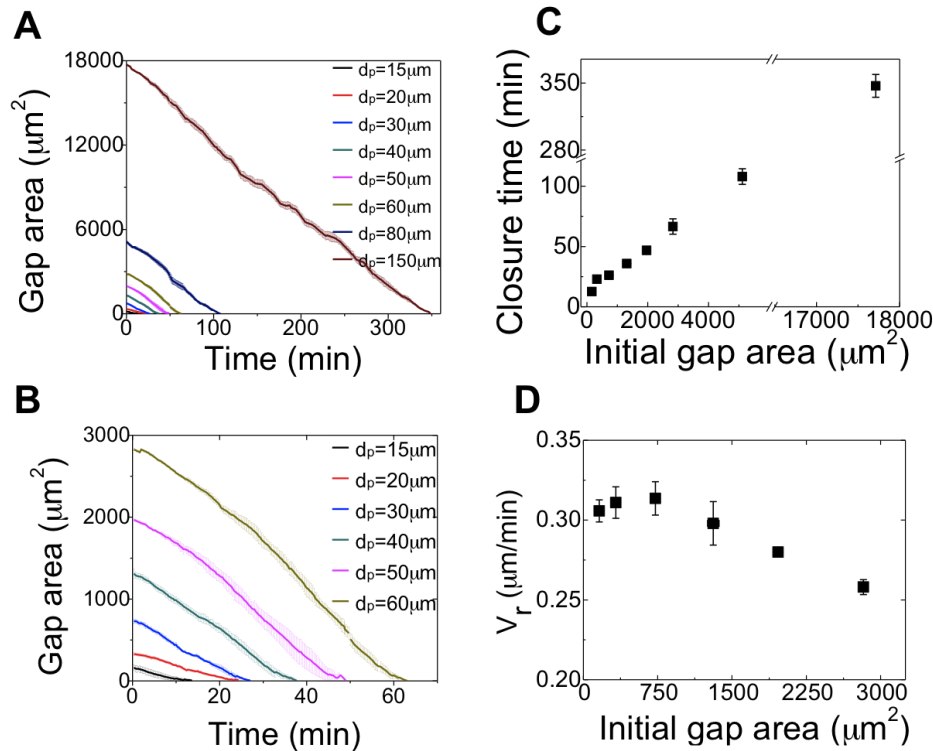 A
Gap area (μm²)
18000
12000
6000
0
0
100
200
300
Time (min)
dₚ=15μm
dₚ=20μm
dₚ=30μm
dₚ=40μm
dₚ=50μm
dₚ=60μm
dₚ=80μm
dₚ=150μm
C
Closure time (min)
350
280
100
50
0
0
2000
4000
17000
18000
Initial gap area (μm²)
B
Gap area (μm²)
3000
2000
1000
0
0
20
40
60
Time (min)
dₚ=15μm
dₚ=20μm
dₚ=30μm
dₚ=40μm
dₚ=50μm
dₚ=60μm
D
Vᵣ (μm/min)
0.35
0.30
0.25
0.20
0
750
1500
2250
3000
Initial gap area (μm²)